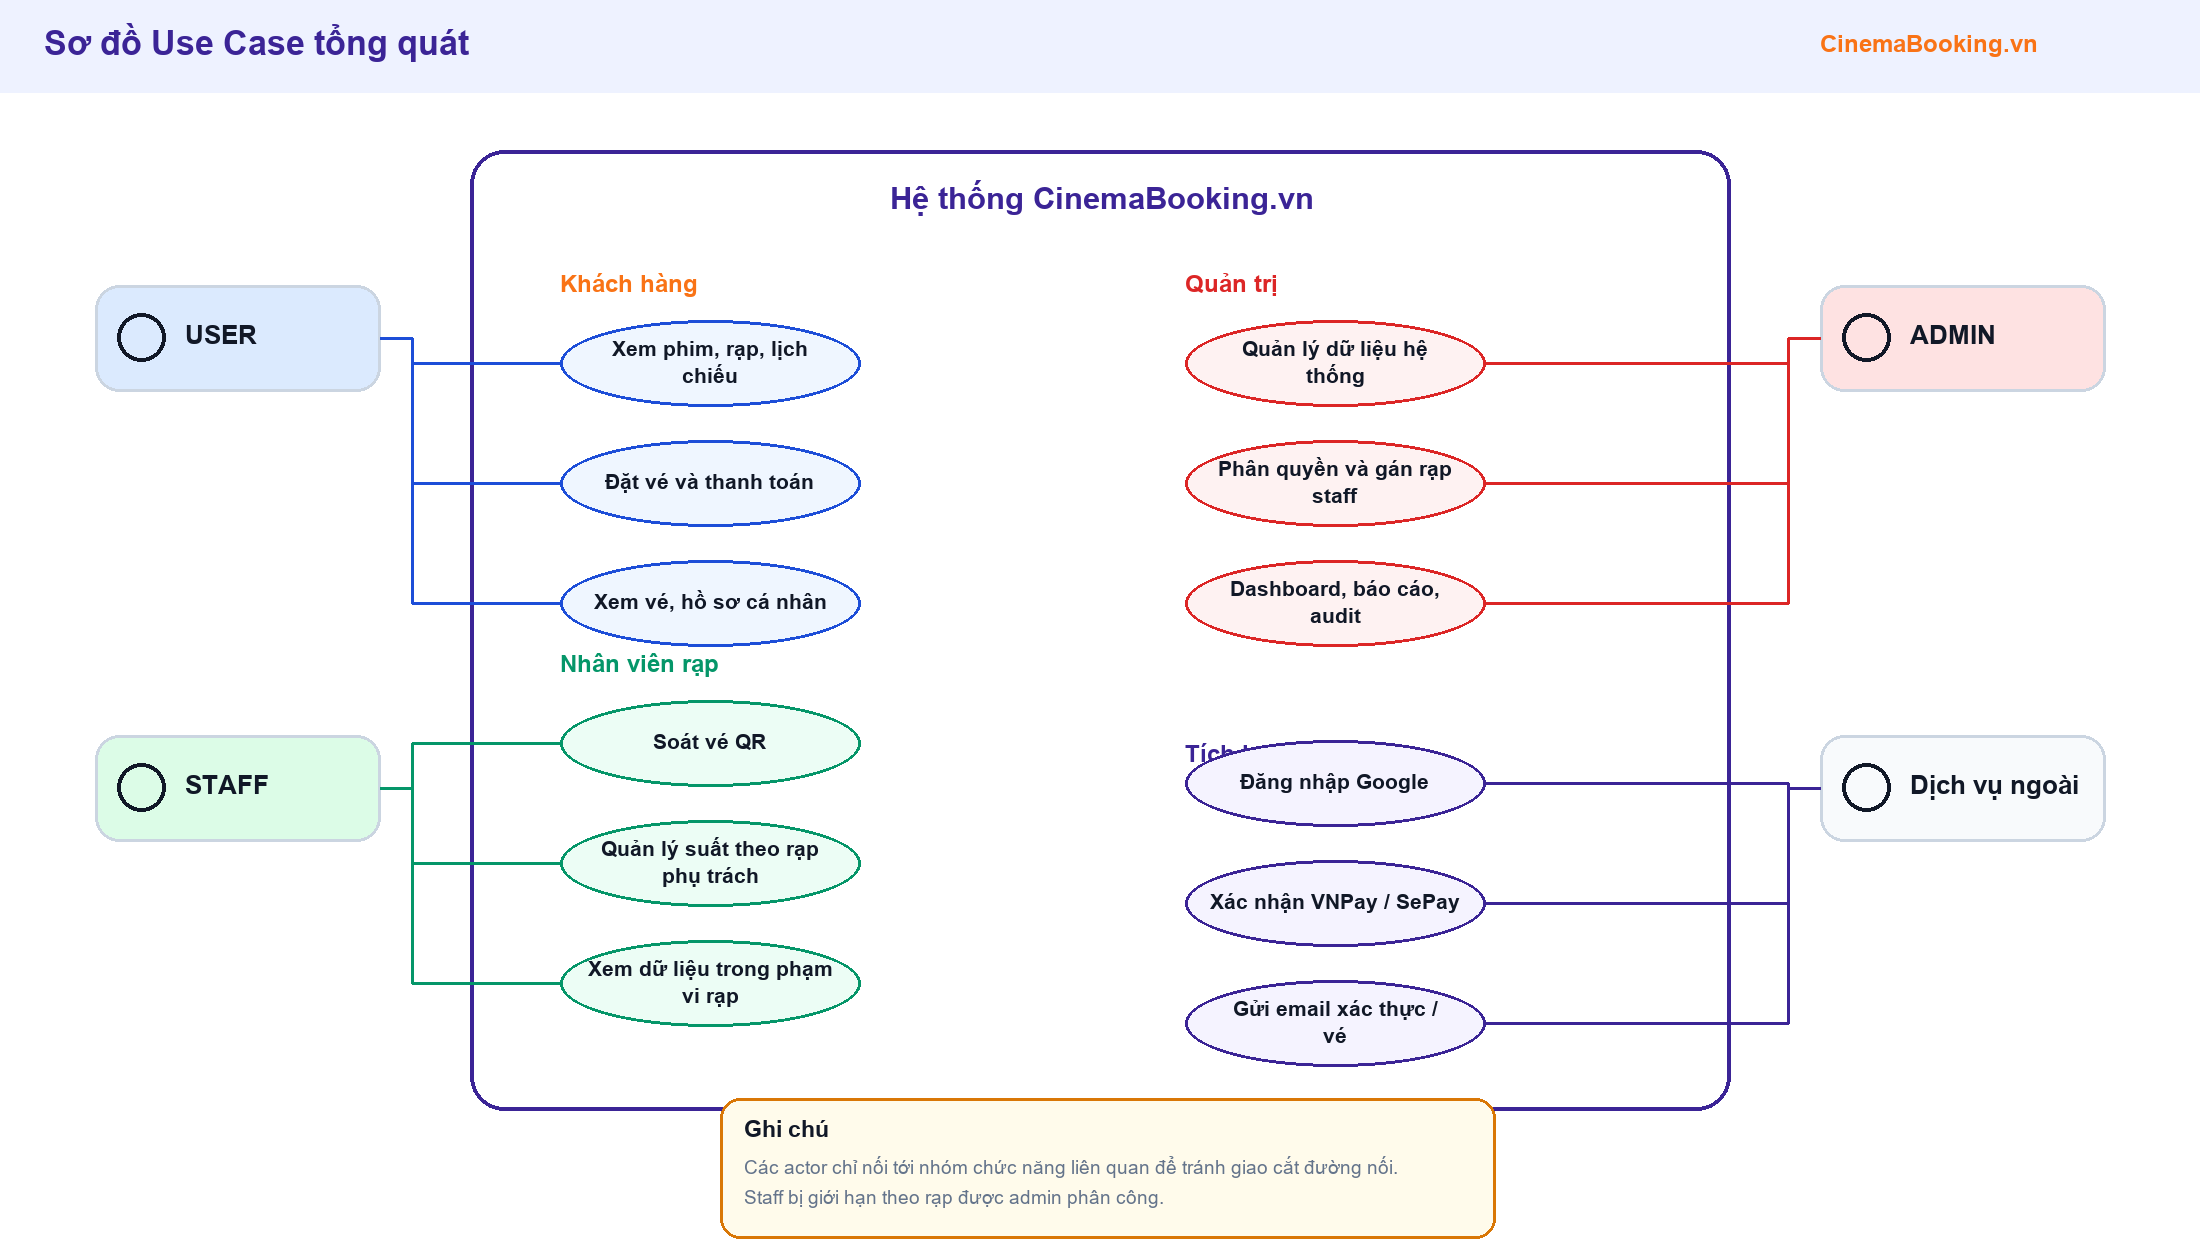 Sơ đồ Use Case tổng quát
CinemaBooking.vn
Hệ thống CinemaBooking.vn
Khách hàng
Quản trị
USER
ADMIN
Xem phim, rạp, lịch
chiếu
Quản lý dữ liệu hệ
thống
Đặt vé và thanh toán
Phân quyền và gán rạp
staff
Xem vé, hồ sơ cá nhân
Dashboard, báo cáo,
audit
Nhân viên rạp
STAFF
Soát vé QR
Tích
Đăng nhập Google
Dịch vụ ngoài
Quản lý suất theo rạp
phụ trách
Xác nhận VNPay / SePay
Xem dữ liệu trong phạm
vi rạp
Gửi email xác thực /
vé
Ghi chú
Các actor chỉ nối tới nhóm chức năng liên quan để tránh giao cắt đường nối.
Staff bị giới hạn theo rạp được admin phân công.